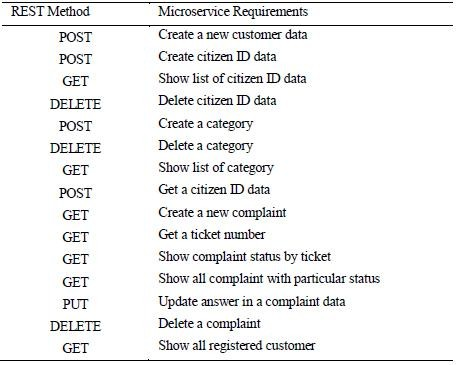 REST Method Microservice Requirements
POST Create a new customer data
POST Create citizen ID data
GET Show list of citizen ID data
DELETE Delete citizen ID data
POST Create a category
DELETE Delete a category
GET Show list of category
POST Get a citizen ID data
GET Create a new complaint
GET Get a ticket number
GET Show complaint status by ticket
GET Show all complaint with particular status
PUT Update answer in a complaint data
DELETE Delete a complaint
GET Show all registered customer